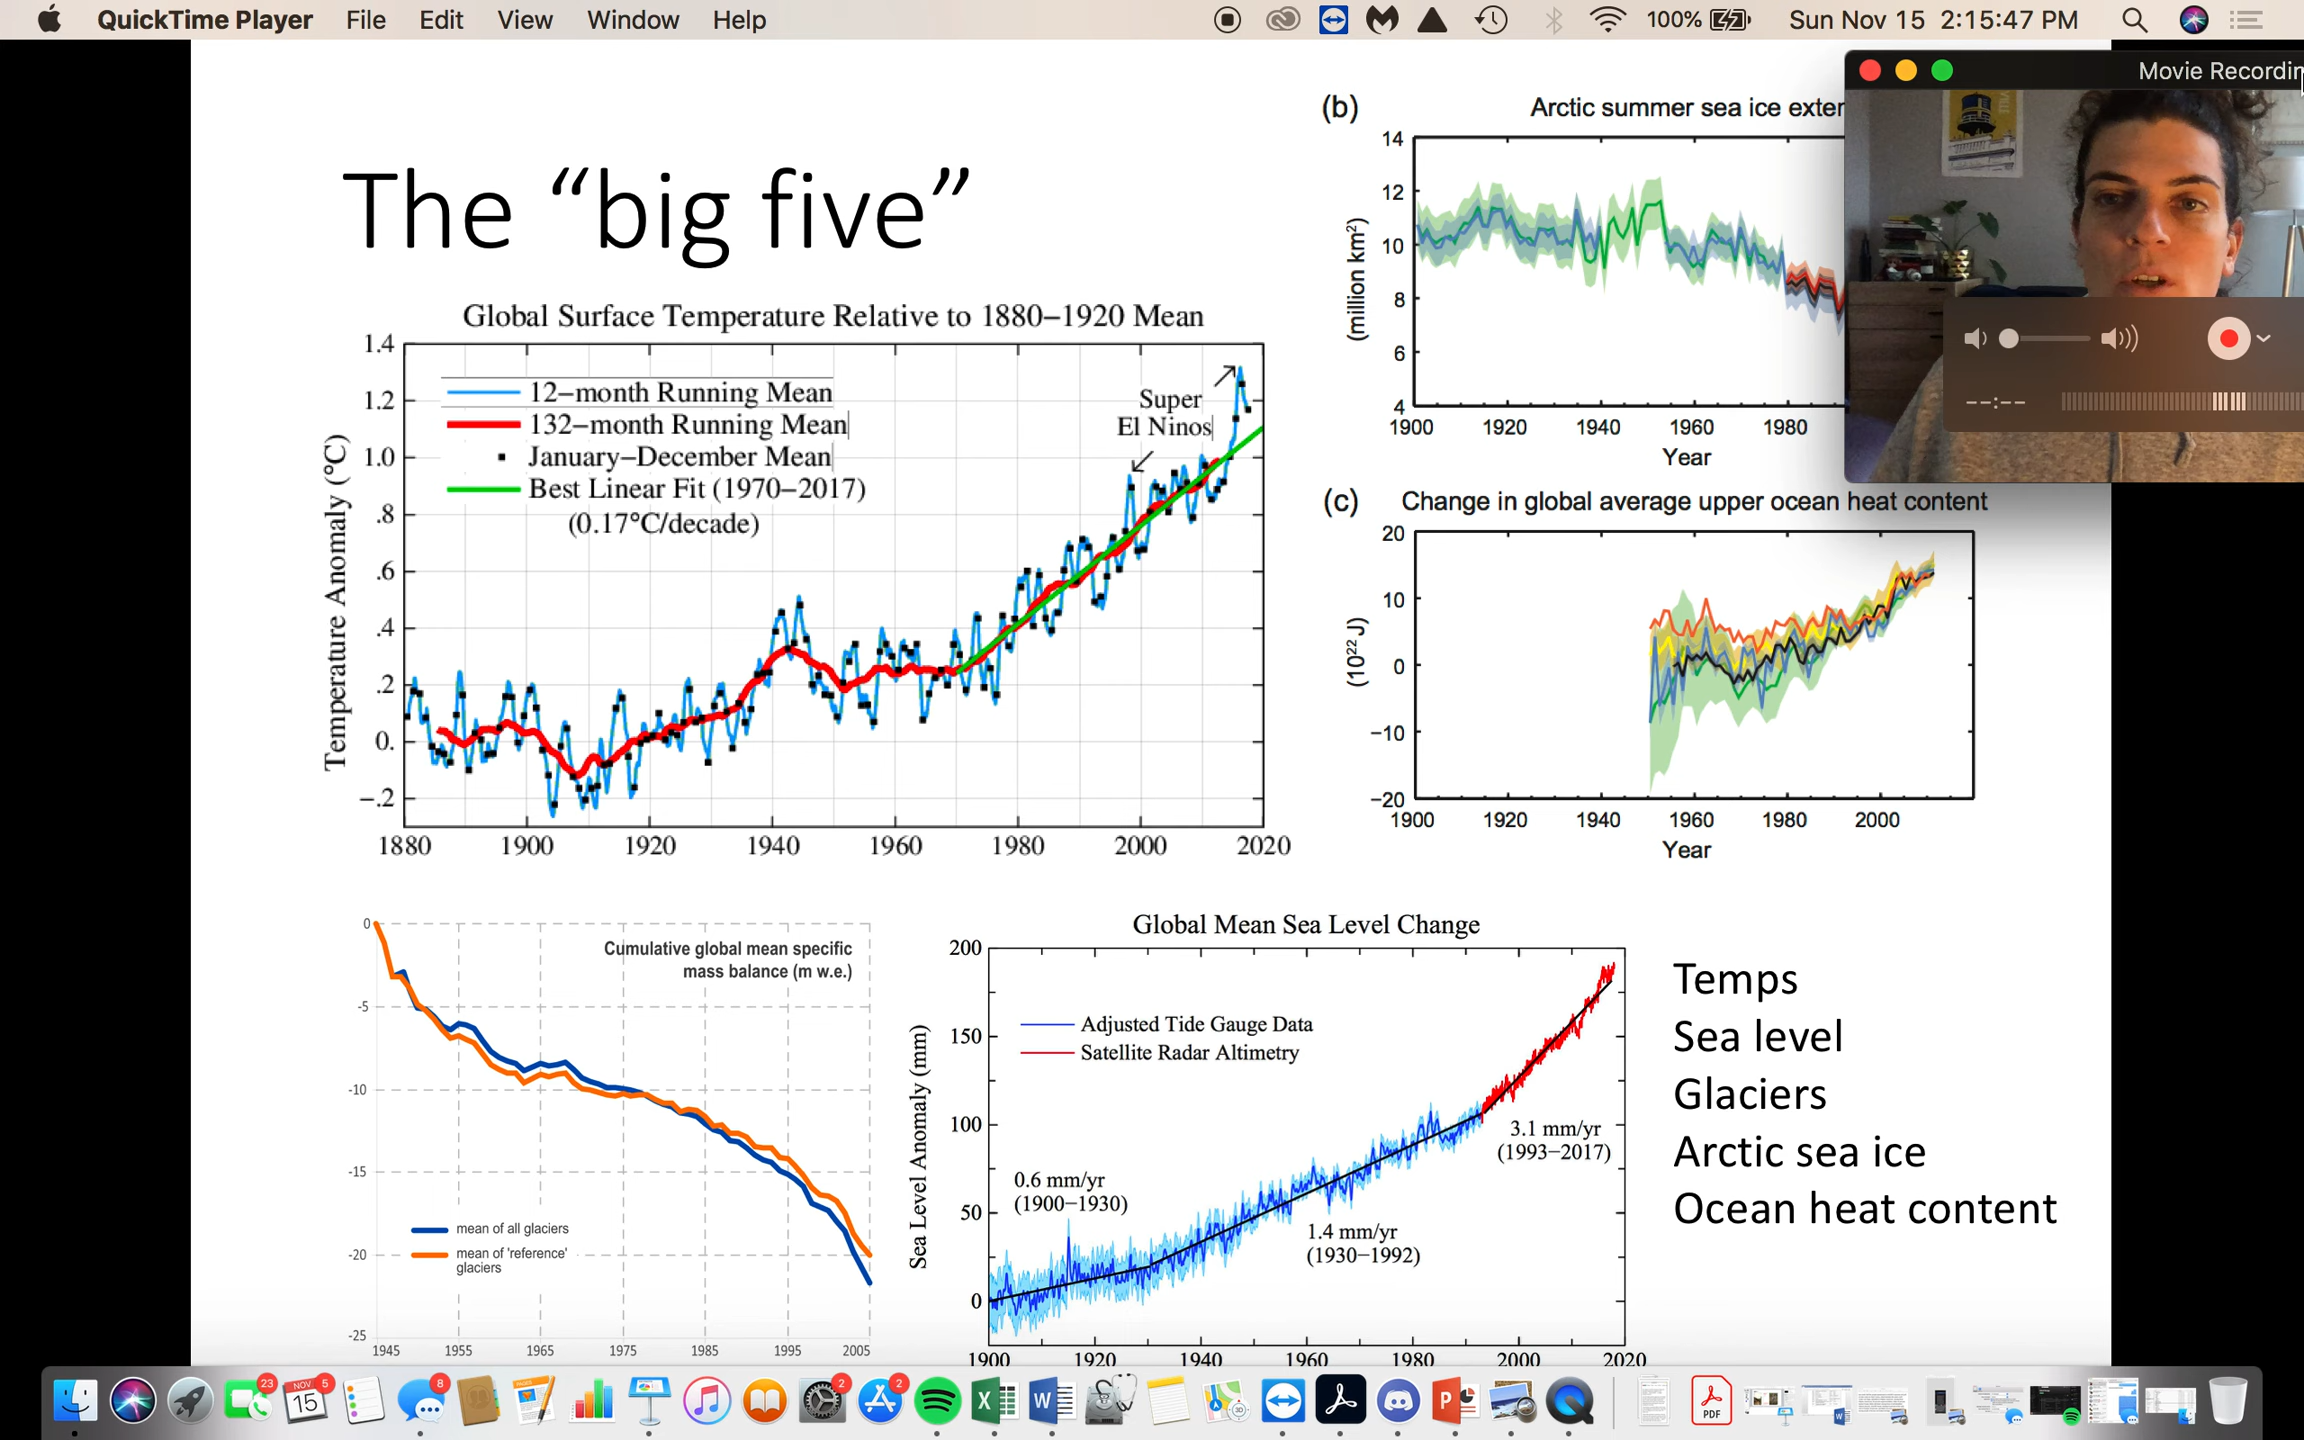 QuickTime Player File Edit View Window Help
100% Sun Nov 15 2:15:47 PM
Movie Recordin
The “big five”
Global Surface Temperature Relative to 1880–1920 Mean
Temperature Anomaly (°C)
1.4
1.2
1.0
.8
.6
.4
.2
0.
–.2
12–month Running Mean
132–month Running Mean
January–December Mean
Best Linear Fit (1970–2017)
(0.17°C/decade)
Super
El Ninos
1880 1900 1920 1940 1960 1980 2000 2020
(b) Arctic summer sea ice exter
(million km²)
14
12
10
8
6
4
1900 1920 1940 1960 1980
Year
--:--
(c) Change in global average upper ocean heat content
(10²² J)
20
10
0
−10
−20
1900 1920 1940 1960 1980 2000
Year
Cumulative global mean specific
mass balance (m w.e.)
0
-5
-10
-15
-20
-25
mean of all glaciers
mean of 'reference'
glaciers
1945 1955 1965 1975 1985 1995 2005
Global Mean Sea Level Change
Sea Level Anomaly (mm)
200
150
100
50
0
Adjusted Tide Gauge Data
Satellite Radar Altimetry
0.6 mm/yr
(1900−1930)
1.4 mm/yr
(1930−1992)
3.1 mm/yr
(1993−2017)
1900 1920 1940 1960 1980 2000 2020
Temps
Sea level
Glaciers
Arctic sea ice
Ocean heat content
23
NOV 5
15
8
2
2
PDF